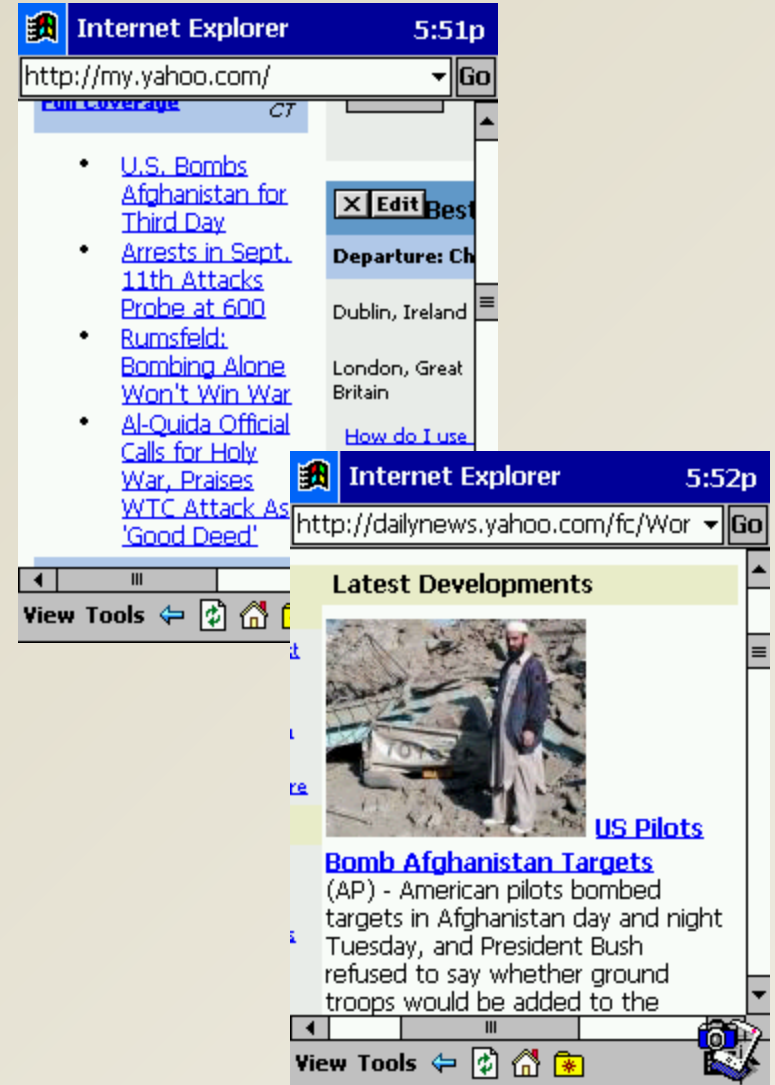 Internet Explorer 5:51p
http://my.yahoo.com/ Go
Full Coverage
CT
U.S. Bombs
Afghanistan for
Third Day
Arrests in Sept.
11th Attacks
Probe at 600
Rumsfeld:
Bombing Alone
Won't Win War
Al-Quida Official
Calls for Holy
War, Praises
WTC Attack As
'Good Deed'
X Edit Best
Departure: Ch
Dublin, Ireland
London, Great
Britain
How do I use
View Tools
Internet Explorer 5:52p
http://dailynews.yahoo.com/fc/Wor Go
Latest Developments
TOYOTA
US Pilots
Bomb Afghanistan Targets
(AP) - American pilots bombed
targets in Afghanistan day and night
Tuesday, and President Bush
refused to say whether ground
troops would be added to the
View Tools